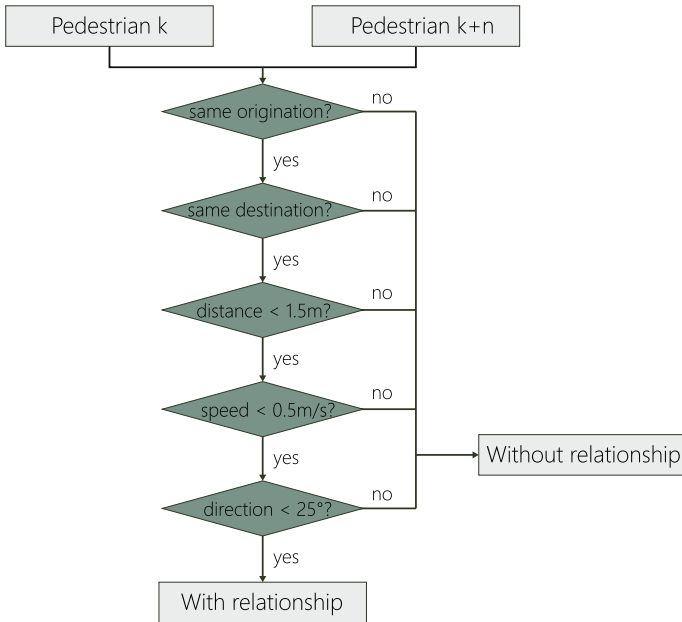 Pedestrian k
Pedestrian k+n
same origination?
no
yes
same destination?
no
yes
distance < 1.5m?
no
yes
speed < 0.5m/s?
no
yes
Without relationship
direction < 25°?
no
yes
With relationship